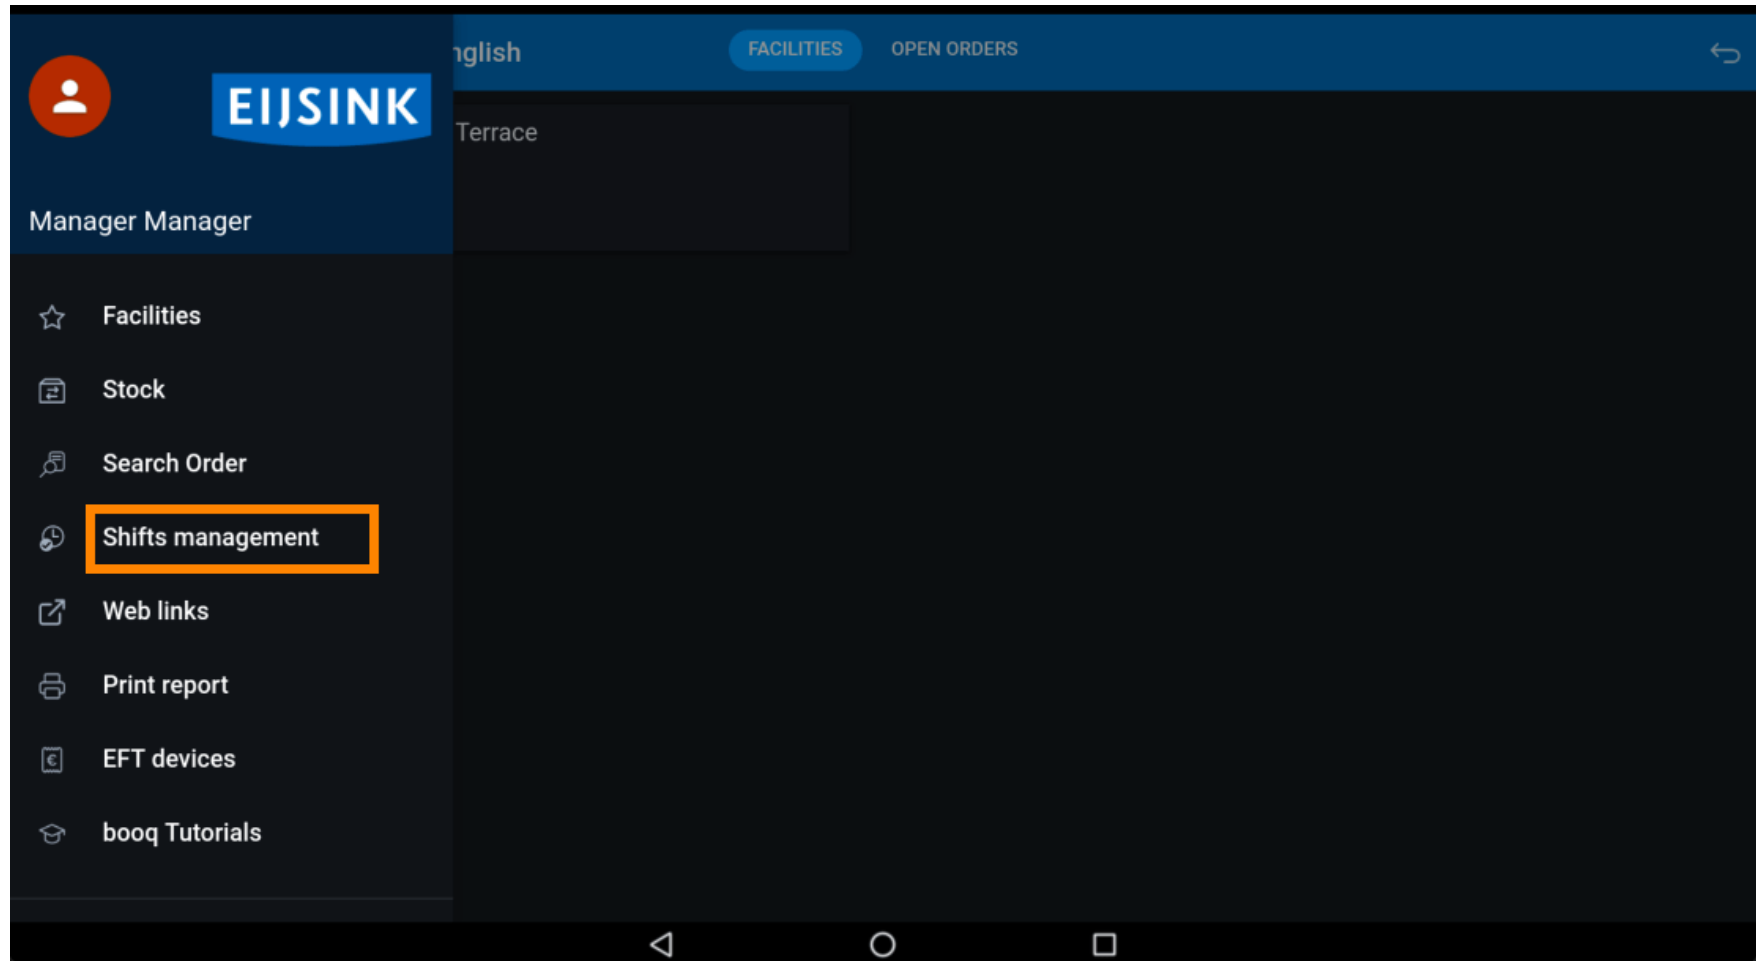 EIJSINK
Manager Manager
Facilities
Stock
Search Order
Shifts management
Web links
Print report
EFT devices
booq Tutorials
nglish
FACILITIES
OPEN ORDERS
Terrace